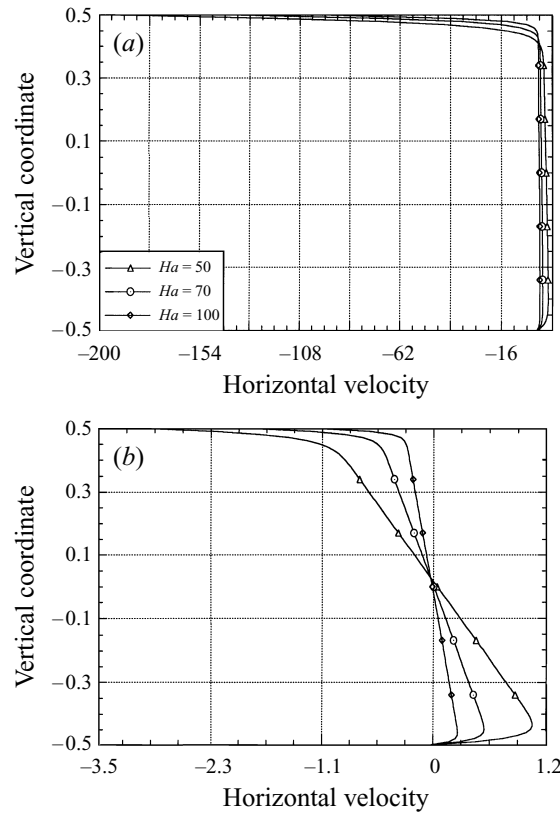 (a)
Vertical coordinate
0.5
0.3
0.1
–0.1
–0.3
–0.5
Ha = 50
Ha = 70
Ha = 100
–200 –154 –108 –62 –16
Horizontal velocity
(b)
Vertical coordinate
0.5
0.3
0.1
–0.1
–0.3
–0.5
–3.5 –2.3 –1.1 0 1.2
Horizontal velocity